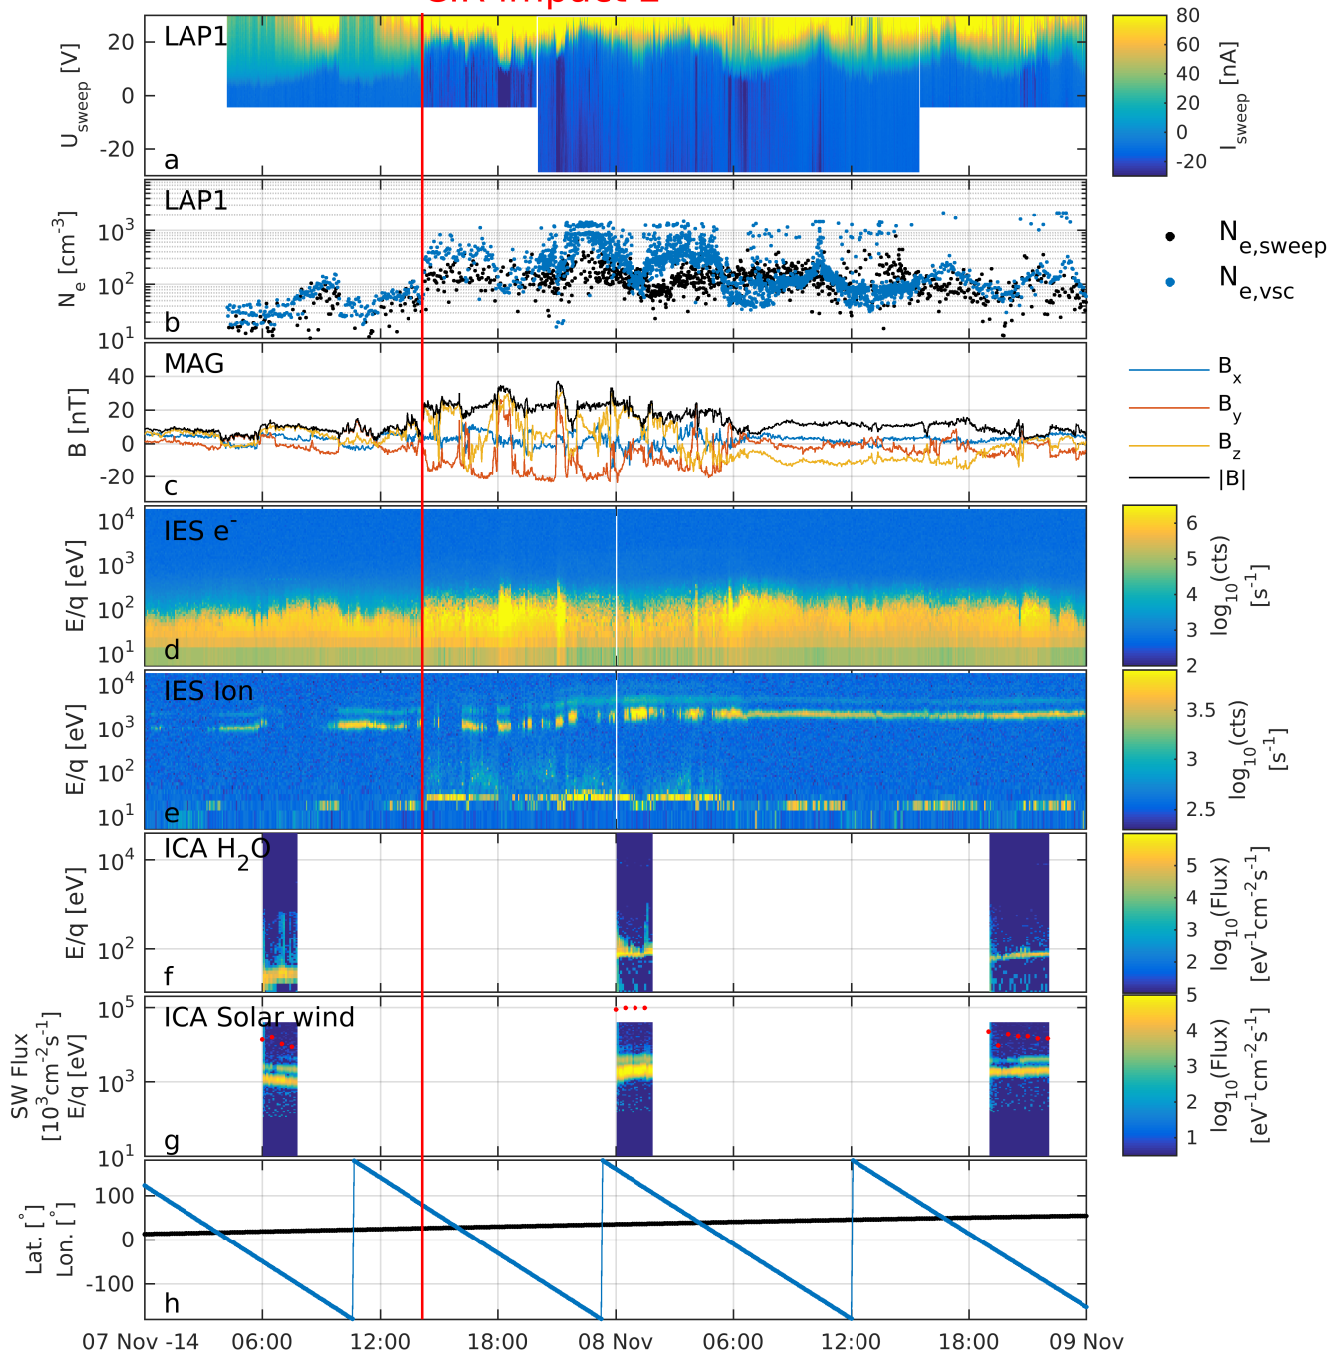 LAP1
20
0
-20
U_sweep [V]
a
80
60
40
20
0
-20
I_sweep [nA]
LAP1
10^3
10^2
10^1
N_e [cm^-3]
b
N_e,sweep
N_e,vsc
MAG
40
20
0
-20
B [nT]
c
B_x
B_y
B_z
|B|
IES e^-
10^4
10^3
10^2
10^1
E/q [eV]
d
6
5
4
3
2
log_10(cts)
[s^-1]
IES Ion
10^4
10^3
10^2
10^1
E/q [eV]
e
3.5
3
2.5
log_10(cts)
[s^-1]
ICA H_2O
10^4
10^2
E/q [eV]
f
5
4
3
2
1
log_10(Flux)
[eV^-1cm^-2s^-1]
ICA Solar wind
10^5
10^3
10^1
SW Flux
[10^3cm^-2s^-1]
E/q [eV]
g
5
4
3
2
1
log_10(Flux)
[eV^-1cm^-2s^-1]
100
0
-100
Lat. [°]
Lon. [°]
h
07 Nov -14 06:00 12:00 18:00 08 Nov 06:00 12:00 18:00 09 Nov